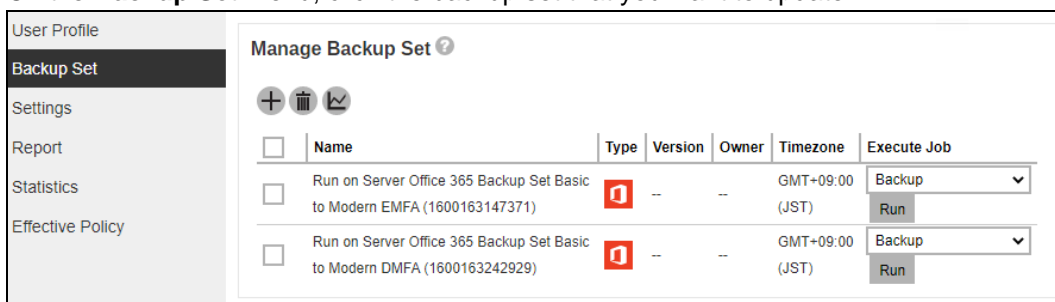 User Profile
Backup Set
Settings
Report
Statistics
Effective Policy
Manage Backup Set
Name Type Version Owner Timezone Execute Job
Run on Server Office 365 Backup Set Basic
to Modern EMFA (1600163147371)
-- -- GMT+09:00
(JST)
Backup
Run
Run on Server Office 365 Backup Set Basic
to Modern DMFA (1600163242929)
-- -- GMT+09:00
(JST)
Backup
Run